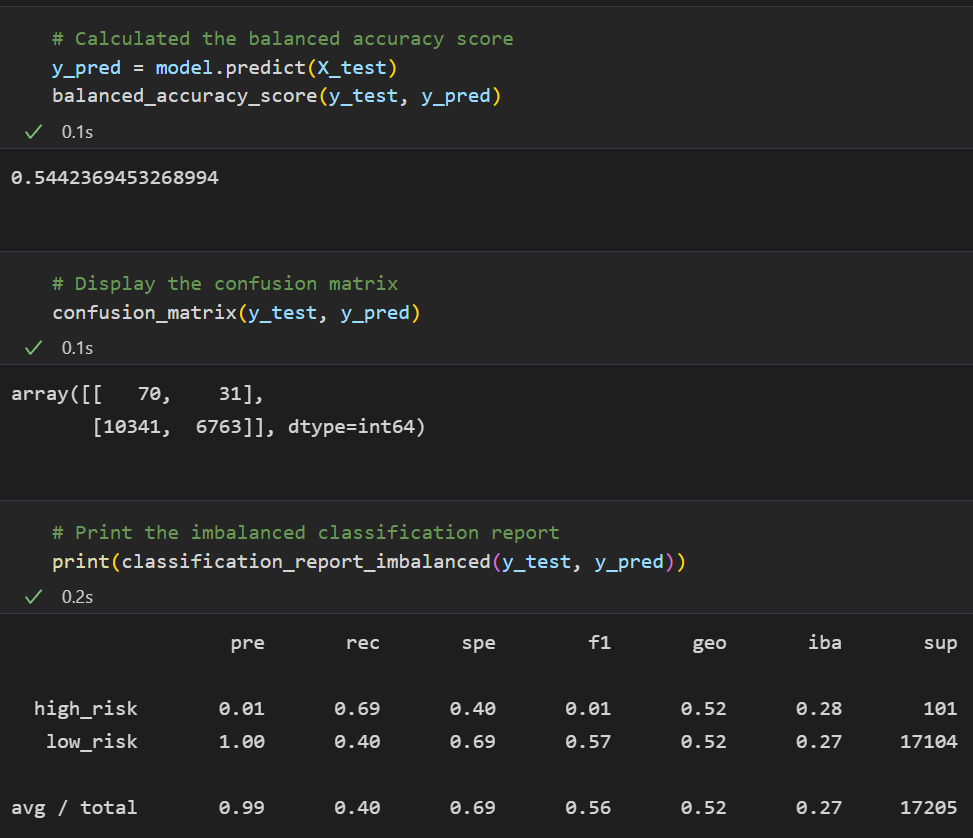 # Calculated the balanced accuracy score
y_pred = model.predict(X_test)
balanced_accuracy_score(y_test, y_pred)
✓ 0.1s
0.5442369453268994
# Display the confusion matrix
confusion_matrix(y_test, y_pred)
✓ 0.1s
array([[   70,    31],
       [10341,  6763]], dtype=int64)
# Print the imbalanced classification report
print(classification_report_imbalanced(y_test, y_pred))
✓ 0.2s
pre rec spe f1 geo iba sup
high_risk 0.01 0.69 0.40 0.01 0.52 0.28 101
low_risk 1.00 0.40 0.69 0.57 0.52 0.27 17104
avg / total 0.99 0.40 0.69 0.56 0.52 0.27 17205